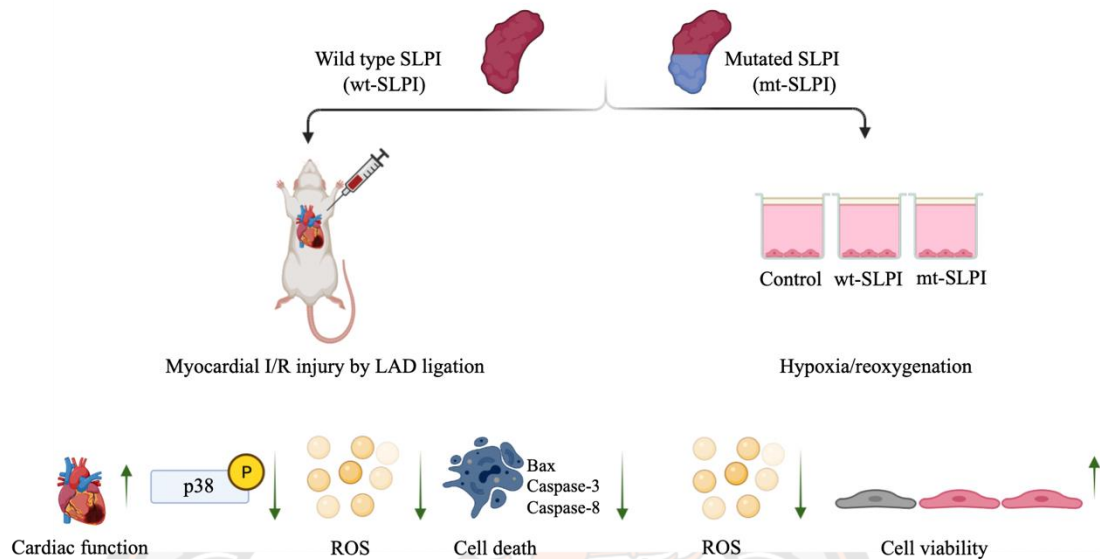 Wild type SLPI
(wt-SLPI)
Mutated SLPI
(mt-SLPI)
Control
wt-SLPI
mt-SLPI
Myocardial I/R injury by LAD ligation
Hypoxia/reoxygenation
P
p38
Bax
Caspase-3
Caspase-8
Cardiac function
ROS
Cell death
ROS
Cell viability